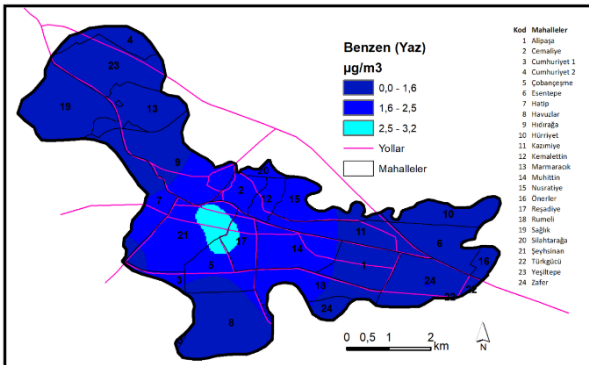 Benzen (Yaz)
µg/m3
0,0 - 1,6
1,6 - 2,5
2,5 - 3,2
Yollar
Mahalleler
Kod Mahalleler
1 Alipaşa
2 Cemaliye
3 Cumhuriyet 1
4 Cumhuriyet 2
5 Çobançeşme
6 Esentepe
7 Hatip
8 Havuzlar
9 Hıdırağa
10 Hürriyet
11 Kazımiye
12 Kemalettin
13 Marmaracık
14 Muhittin
15 Nusratiye
16 Önerler
17 Reşadiye
18 Rumeli
19 Sağlık
20 Silahtarağa
21 Şeyhsinan
22 Türkgücü
23 Yeşiltepe
24 Zafer
4
23
19
13
9
20
2
12
15
7
10
21
17
11
6
14
5
1
16
3
18
24
24
8
0 0,5 1 2
km
N